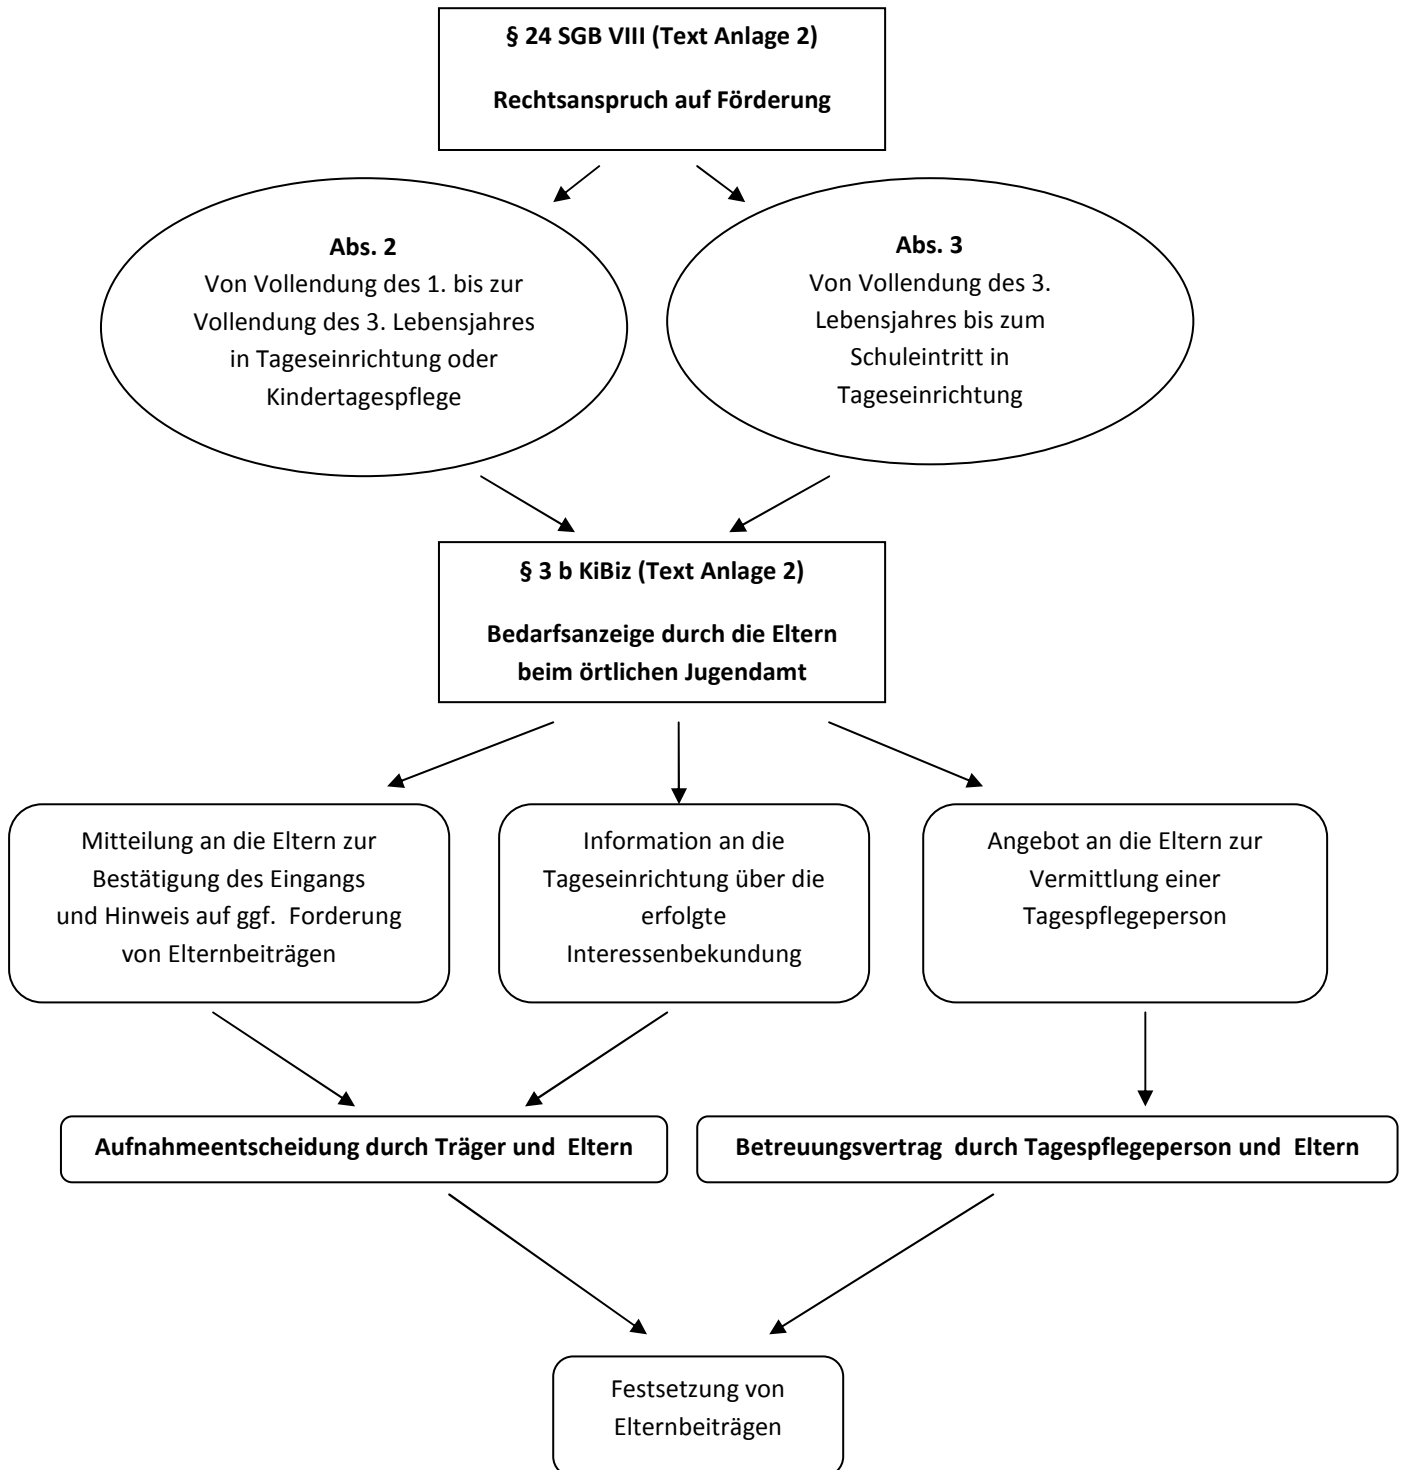 § 24 SGB VIII (Text Anlage 2)
Rechtsanspruch auf Förderung
Abs. 2
Von Vollendung des 1. bis zur
Vollendung des 3. Lebensjahres
in Tageseinrichtung oder
Kindertagespflege
Abs. 3
Von Vollendung des 3.
Lebensjahres bis zum
Schuleintritt in
Tageseinrichtung
§ 3 b KiBiz (Text Anlage 2)
Bedarfsanzeige durch die Eltern
beim örtlichen Jugendamt
Mitteilung an die Eltern zur
Bestätigung des Eingangs
und Hinweis auf ggf.  Forderung
von Elternbeiträgen
Information an die
Tageseinrichtung über die
erfolgte
Interessenbekundung
Angebot an die Eltern zur
Vermittlung einer
Tagespflegeperson
Aufnahmeentscheidung durch Träger und  Eltern
Betreuungsvertrag  durch Tagespflegeperson und  Eltern
Festsetzung von
Elternbeiträgen